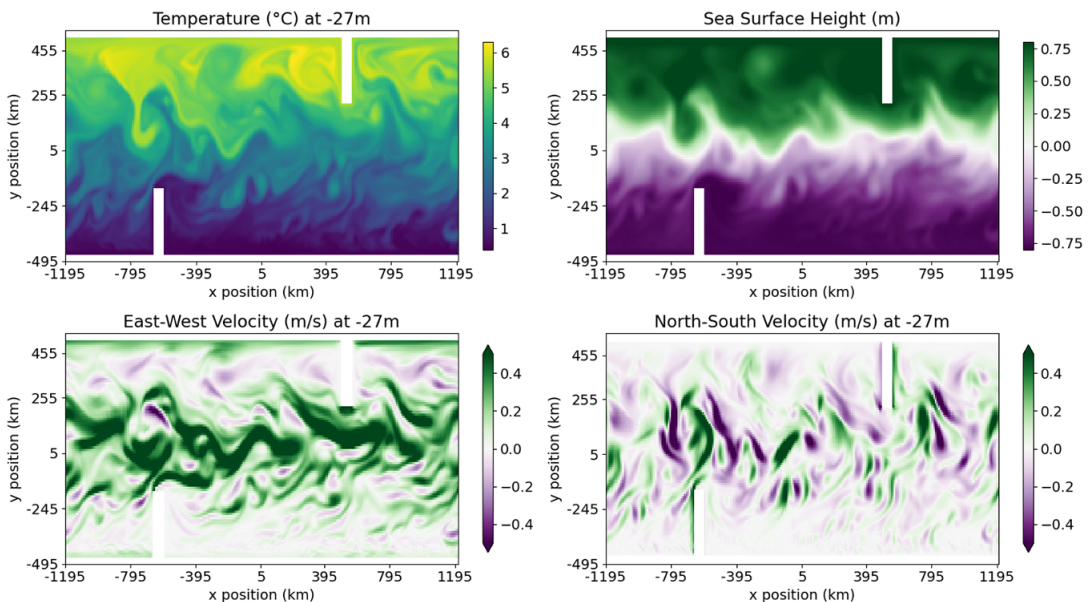 Temperature (°C) at -27m
455
255
5
-245
-495
y position (km)
-1195 -795 -395 5 395 795 1195
x position (km)
6
5
4
3
2
1
Sea Surface Height (m)
455
255
5
-245
-495
y position (km)
-1195 -795 -395 5 395 795 1195
x position (km)
0.75
0.50
0.25
0.00
−0.25
−0.50
−0.75
East-West Velocity (m/s) at -27m
455
255
5
-245
-495
y position (km)
-1195 -795 -395 5 395 795 1195
x position (km)
0.4
0.2
0.0
−0.2
−0.4
North-South Velocity (m/s) at -27m
455
255
5
-245
-495
y position (km)
-1195 -795 -395 5 395 795 1195
x position (km)
0.4
0.2
0.0
−0.2
−0.4